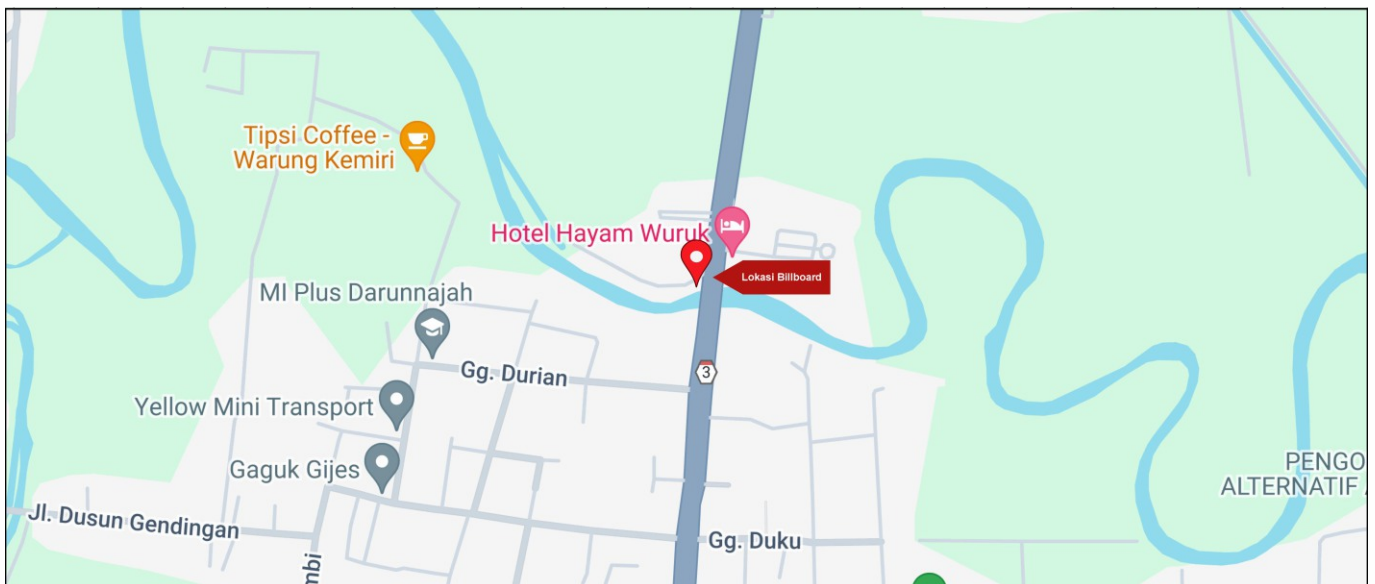 Tipsi Coffee -
Warung Kemiri
Hotel Hayam Wuruk
Lokasi Billboard
MI Plus Darunnajah
Gg. Durian
3
Yellow Mini Transport
Gaguk Gijes
PENGO
ALTERNATIF
Jl. Dusun Gendingan
Gg. Duku
mbi